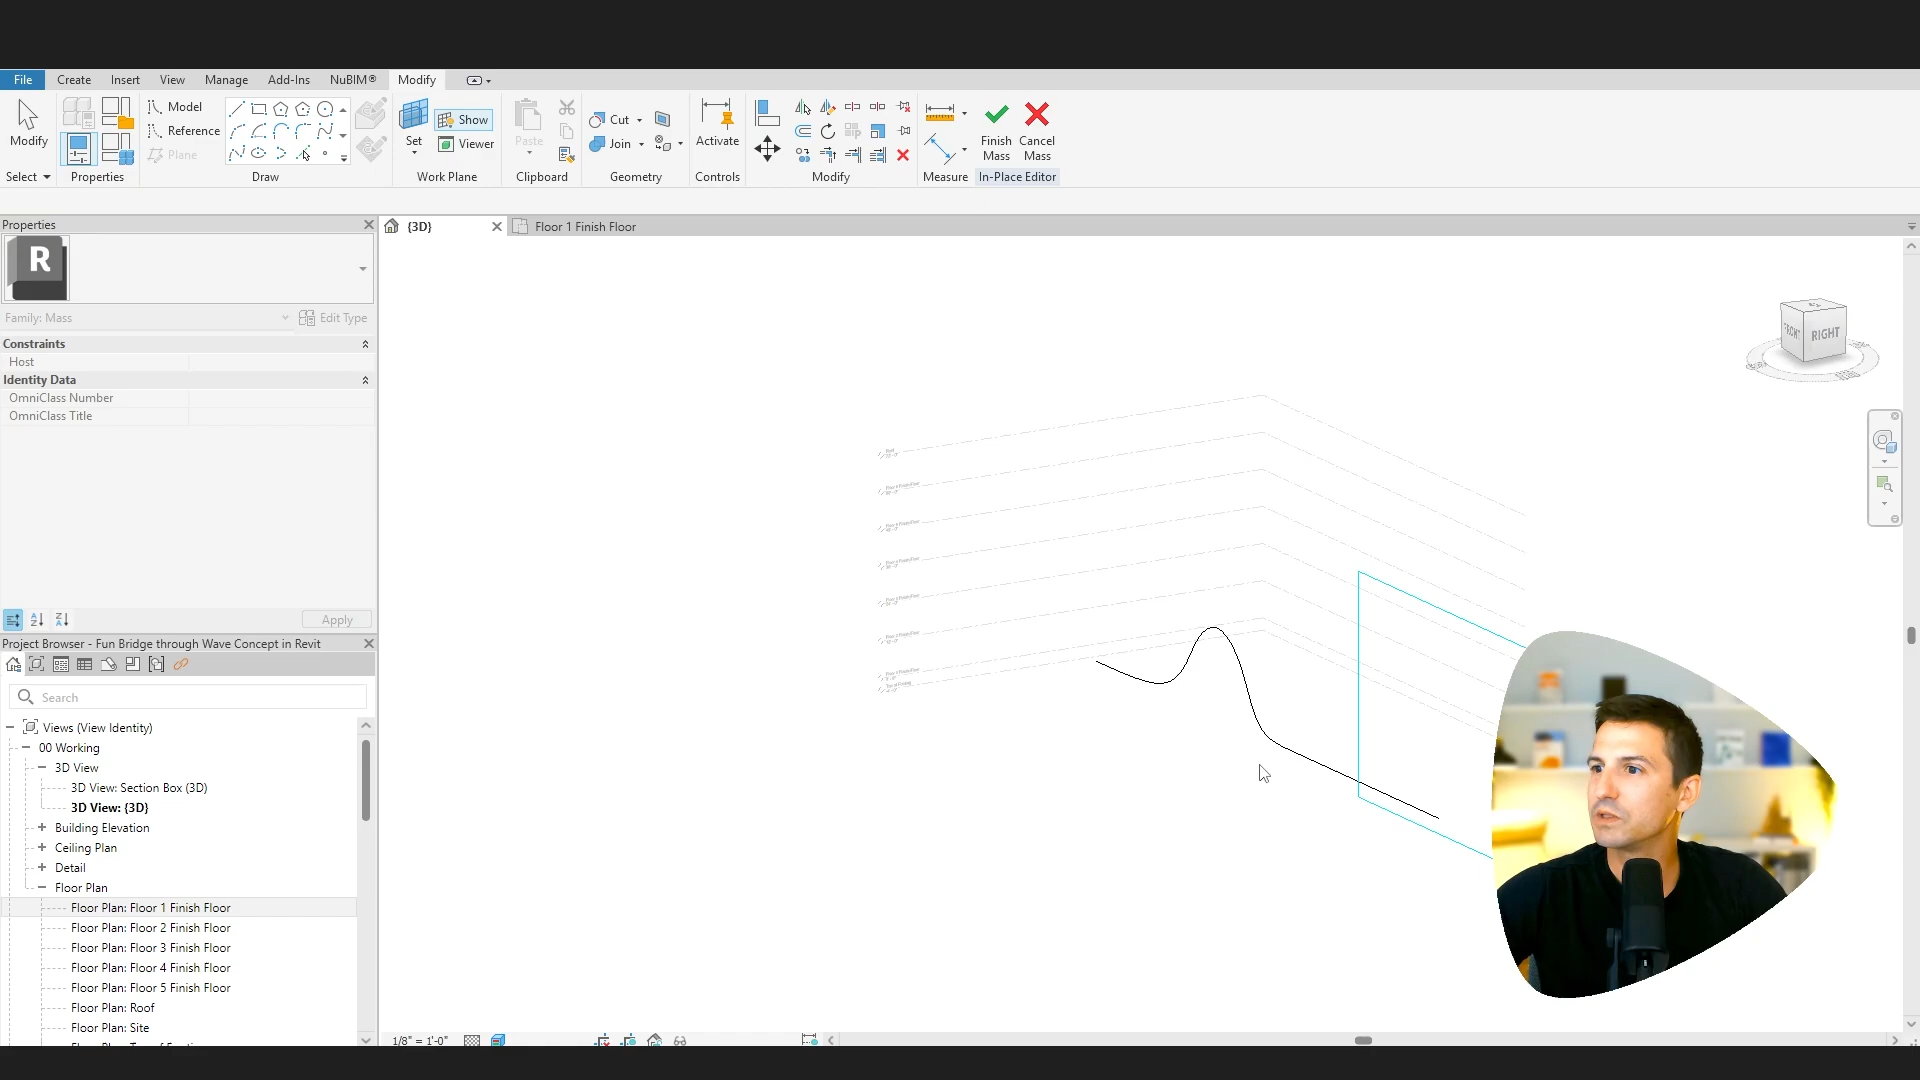 File Create Insert View Manage Add-Ins NuBIM® Modify
Modify
Select
Properties
Model
Reference
Plane
Draw
Set
Show
Viewer
Work Plane
Paste
Clipboard
Cut
Join
Geometry
Activate
Controls
Modify
Measure
Finish Mass
Cancel Mass
In-Place Editor
Properties
{3D}
Floor 1 Finish Floor
R
Family: Mass
Edit Type
Constraints
Host
Identity Data
OmniClass Number
OmniClass Title
Apply
FRONT
RIGHT
Project Browser - Fun Bridge through Wave Concept in Revit
Search
Views (View Identity)
00 Working
3D View
3D View: Section Box (3D)
3D View: {3D}
Building Elevation
Ceiling Plan
Detail
Floor Plan
Floor Plan: Floor 1 Finish Floor
Floor Plan: Floor 2 Finish Floor
Floor Plan: Floor 3 Finish Floor
Floor Plan: Floor 4 Finish Floor
Floor Plan: Floor 5 Finish Floor
Floor Plan: Roof
Floor Plan: Site
1/8" = 1'-0"